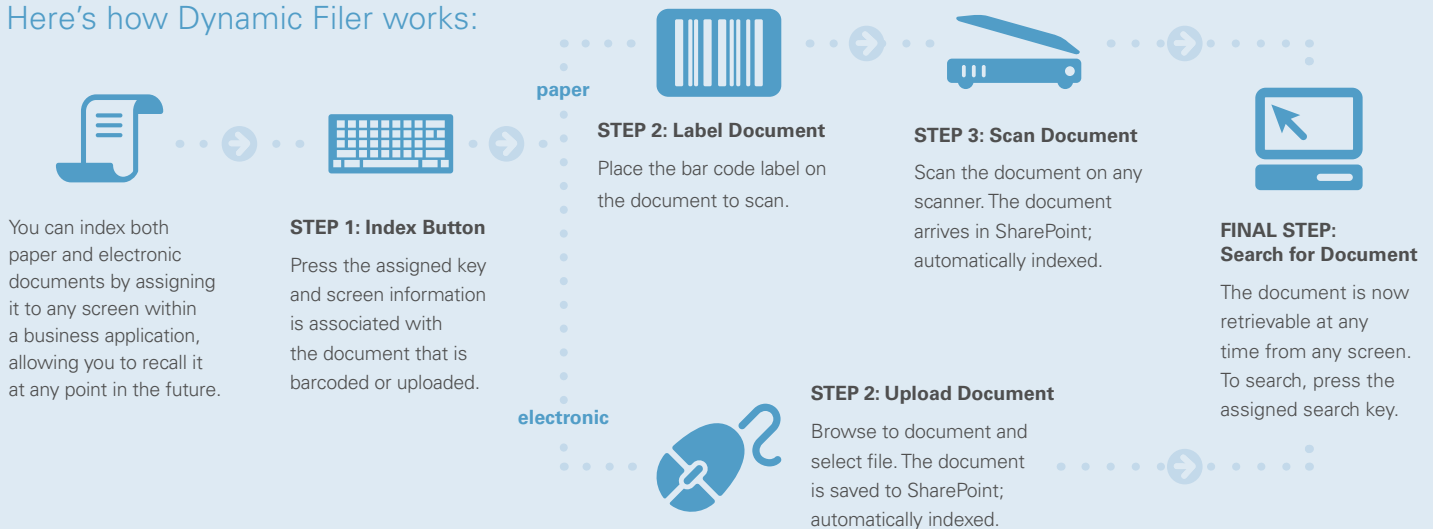 Here's how Dynamic Filer works:
You can index both
paper and electronic
documents by assigning
it to any screen within
a business application,
allowing you to recall it
at any point in the future.
STEP 1: Index Button
Press the assigned key
and screen information
is associated with
the document that is
barcoded or uploaded.
paper
STEP 2: Label Document
Place the bar code label on
the document to scan.
STEP 3: Scan Document
Scan the document on any
scanner. The document
arrives in SharePoint;
automatically indexed.
electronic
STEP 2: Upload Document
Browse to document and
select file. The document
is saved to SharePoint;
automatically indexed.
FINAL STEP:
Search for Document
The document is now
retrievable at any
time from any screen.
To search, press the
assigned search key.